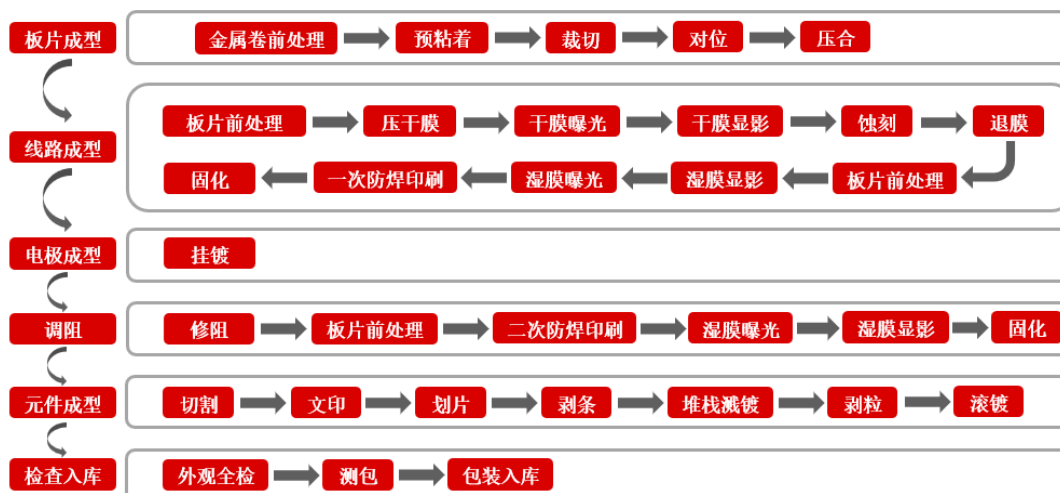 板片成型
金属卷前处理 预粘着 裁切 对位 压合
线路成型
板片前处理 压干膜 干膜曝光 干膜显影 蚀刻 退膜
固化 一次防焊印刷 湿膜曝光 湿膜显影 板片前处理
电极成型
挂镀
调阻
修阻 板片前处理 二次防焊印刷 湿膜曝光 湿膜显影 固化
元件成型
切割 文印 划片 剥条 堆栈溅镀 剥粒 滚镀
检查入库
外观全检 测包 包装入库